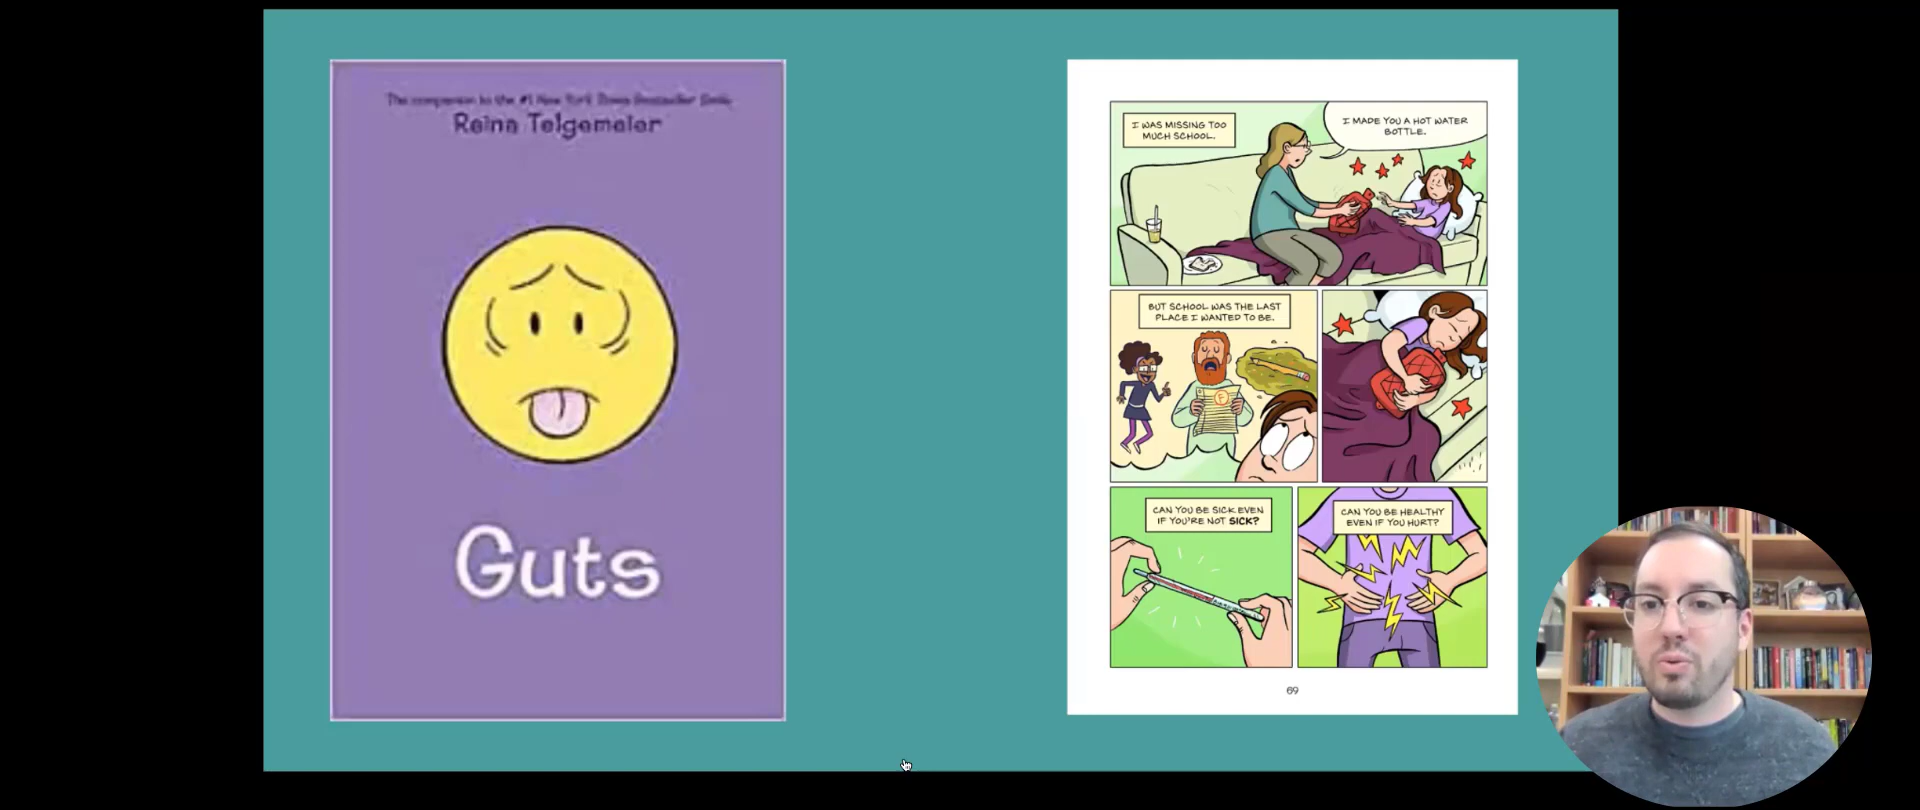 The companion to the #1 New York Times Bestseller Smile
Raina Telgemeier
Guts
I WAS MISSING TOO
MUCH SCHOOL.
I MADE YOU A HOT WATER
BOTTLE.
BUT SCHOOL WAS THE LAST
PLACE I WANTED TO BE.
F
CAN YOU BE SICK EVEN
IF YOU'RE NOT SICK?
CAN YOU BE HEALTHY
EVEN IF YOU HURT?
69